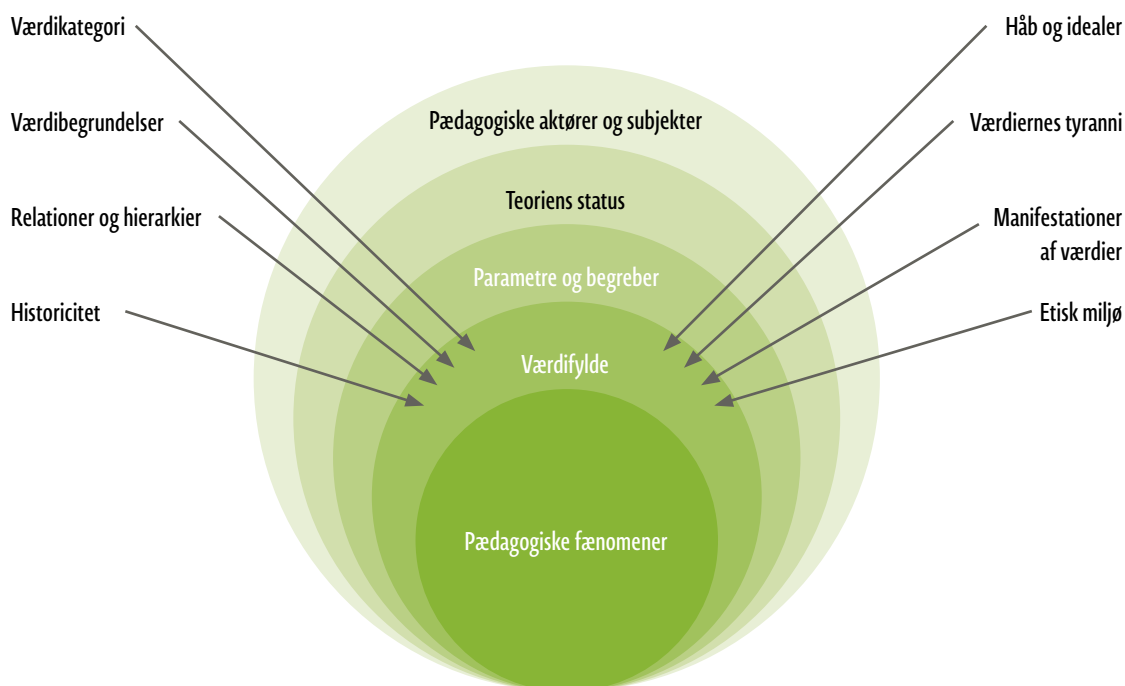 Værdikategori
Værdibegrundelser
Relationer og hierarkier
Historicitet
Pædagogiske aktører og subjekter
Teoriens status
Parametre og begreber
Værdifylde
Pædagogiske fænomener
Håb og idealer
Værdiernes tyranni
Manifestationer
af værdier
Etisk miljø